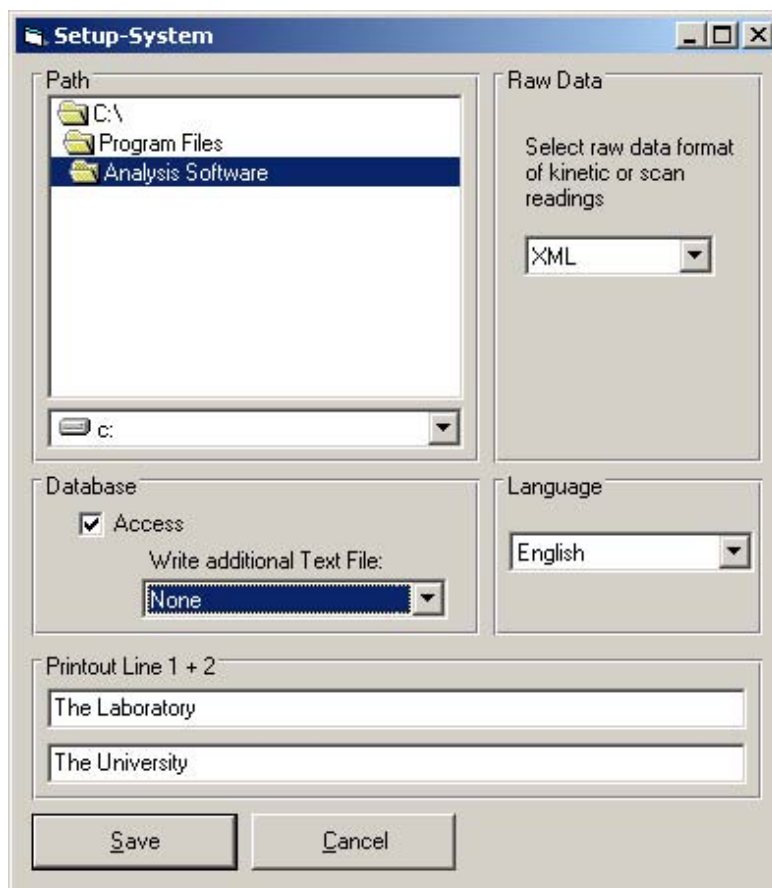 Setup-System
Path
C:\
Program Files
Analysis Software
c:
Raw Data
Select raw data format
of kinetic or scan
readings
XML
Database
Access
Write additional Text File:
None
Language
English
Printout Line 1 + 2
The Laboratory
The University
Save
Cancel